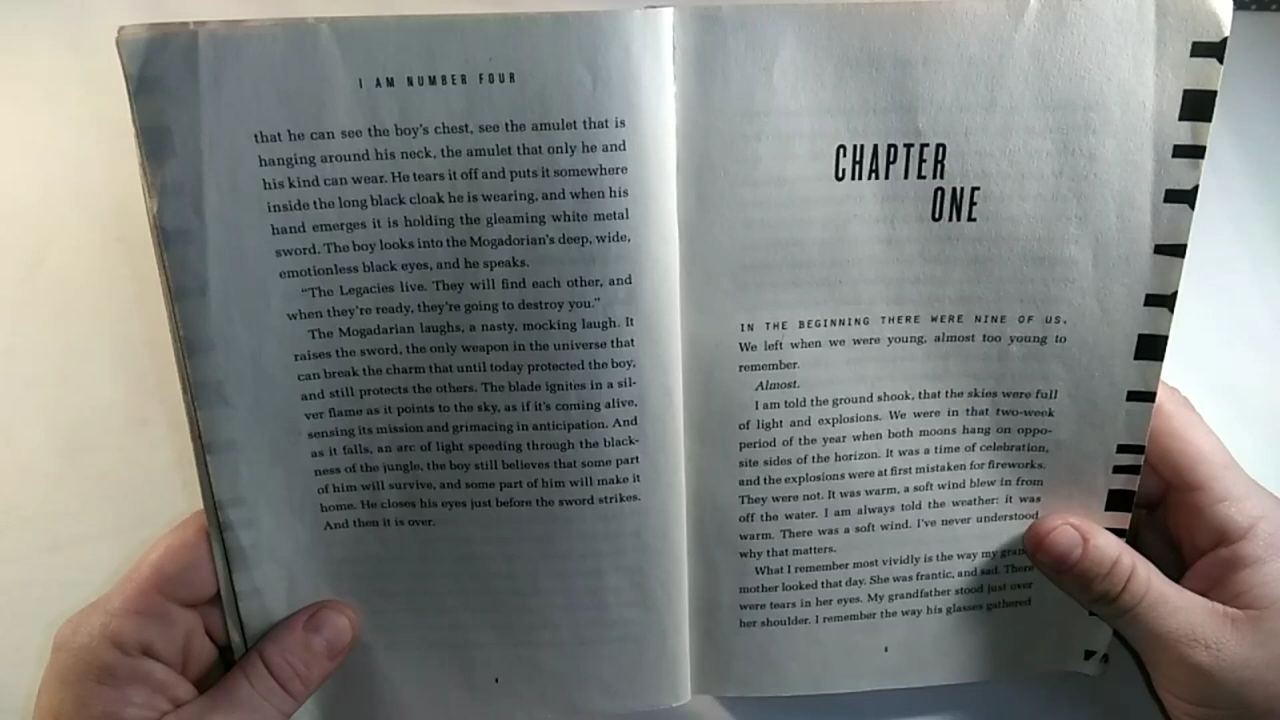 I AM NUMBER FOUR
that he can see the boy's chest, see the amulet that is
hanging around his neck, the amulet that only he and
his kind can wear. He tears it off and puts it somewhere
inside the long black cloak he is wearing, and when his
hand emerges it is holding the gleaming white metal
sword. The boy looks into the Mogadorian's deep, wide,
emotionless black eyes, and he speaks.
"The Legacies live. They will find each other, and
when they're ready, they're going to destroy you."
The Mogadarian laughs, a nasty, mocking laugh. It
raises the sword, the only weapon in the universe that
can break the charm that until today protected the boy,
and still protects the others. The blade ignites in a sil-
ver flame as it points to the sky, as if it's coming alive,
sensing its mission and grimacing in anticipation. And
as it falls, an arc of light speeding through the black-
ness of the jungle, the boy still believes that some part
of him will survive, and some part of him will make it
home. He closes his eyes just before the sword strikes.
And then it is over.
CHAPTER
ONE
IN THE BEGINNING THERE WERE NINE OF US.
We left when we were young, almost too young to
remember.
Almost.
I am told the ground shook, that the skies were full
of light and explosions. We were in that two-week
period of the year when both moons hang on oppo-
site sides of the horizon. It was a time of celebration,
and the explosions were at first mistaken for fireworks.
They were not. It was warm, a soft wind blew in from
off the water. I am always told the weather: it was
warm. There was a soft wind. I've never understood
why that matters.
What I remember most vividly is the way my
mother looked that day. She was frantic, and sad. There
were tears in her eyes. My grandfather stood just over
her shoulder. I remember the way his glasses gathered